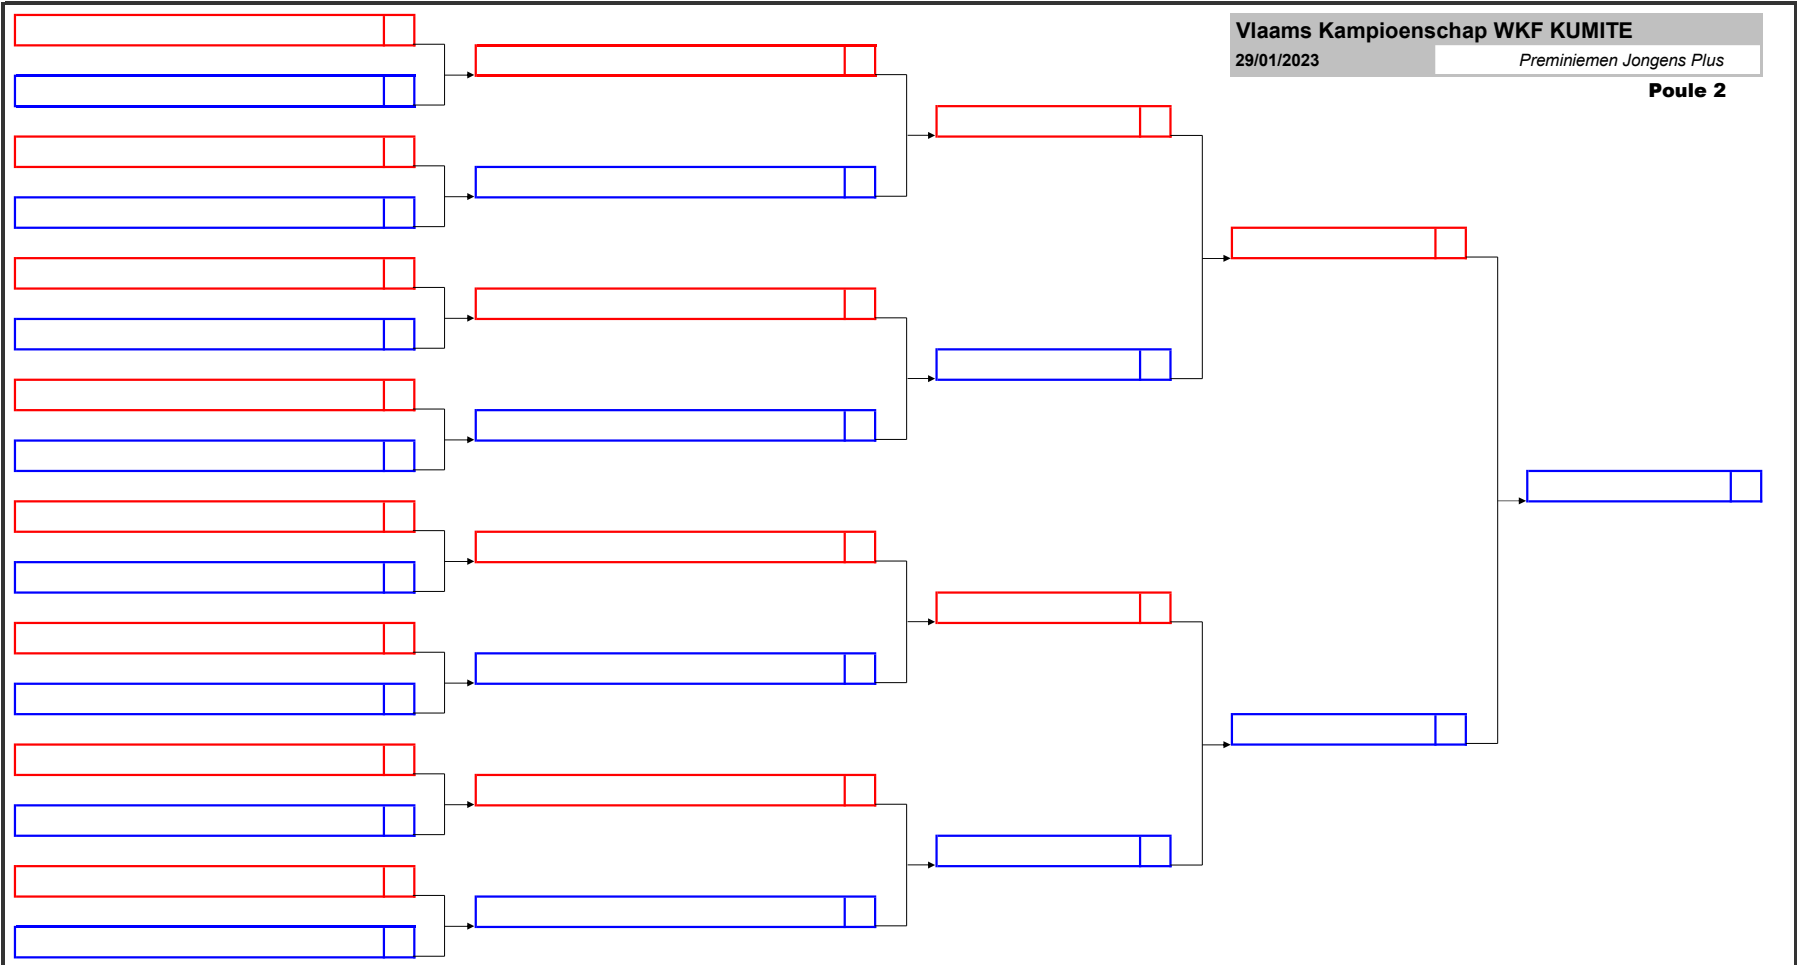 Vlaams Kampioenschap WKF KUMITE
29/01/2023 Preminiemen Jongens Plus
Poule 2